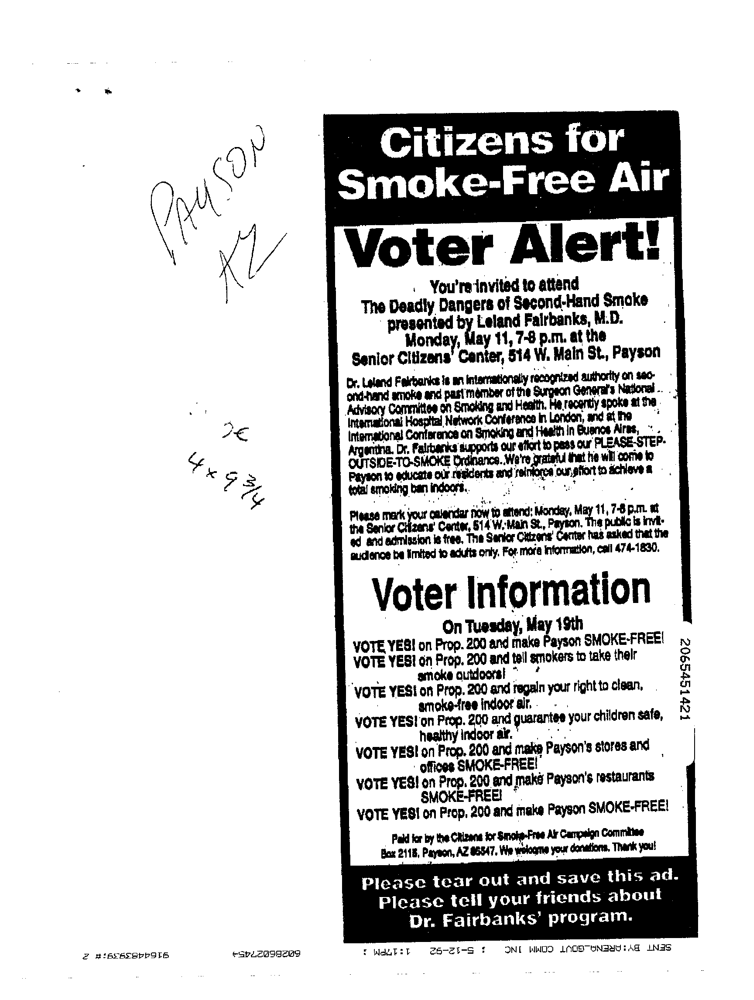 PAYSON
AZ
4 x 9 3/4
Citizens for
Smoke-Free Air
Voter Alert!
You're invited to attend
The Deadly Dangers of Second-Hand Smoke
presented by Leland Fairbanks, M.D.
Monday, May 11, 7-8 p.m. at the
Senior Citizens' Center, 514 W. Main St., Payson
Dr. Leland Fairbanks is an internationally recognized authority on sec-
ond-hand smoke and past member of the Surgeon General's National
Advisory Committee on Smoking and Health. He recently spoke at the
International Hospital Network Conference in London, and at the
International Conference on Smoking and Health in Buenos Aires,
Argentina. Dr. Fairbanks supports our effort to pass our PLEASE-STEP-
OUTSIDE-TO-SMOKE Ordinance. We're grateful that he will come to
Payson to educate our residents and reinforce our effort to achieve a
total smoking ban indoors.
Please mark your calendar now to attend: Monday, May 11, 7-8 p.m. at
the Senior Citizens' Center, 514 W. Main St., Payson. The public is invit-
ed and admission is free. The Senior Citizens' Center has asked that the
audience be limited to adults only. For more information, call 474-1830.
Voter Information
On Tuesday, May 19th
VOTE YES! on Prop. 200 and make Payson SMOKE-FREE!
VOTE YES! on Prop. 200 and tell smokers to take their
smoke outdoors!
VOTE YES! on Prop. 200 and regain your right to clean,
smoke-free indoor air.
VOTE YES! on Prop. 200 and guarantee your children safe,
healthy indoor air.
VOTE YES! on Prop. 200 and make Payson's stores and
offices SMOKE-FREE!
VOTE YES! on Prop. 200 and make Payson's restaurants
SMOKE-FREE!
VOTE YES! on Prop. 200 and make Payson SMOKE-FREE!
Paid for by the Citizens for Smoke-Free Air Campaign Committee
Box 2118, Payson, AZ 85547. We welcome your donations. Thank you!
Please tear out and save this ad.
Please tell your friends about
Dr. Fairbanks' program.
2065451421
SENT BY:ARENA_GOVT COMM INC ; 5-12-92 ; 1:17PM ; 6028607454 9164483939;# 2